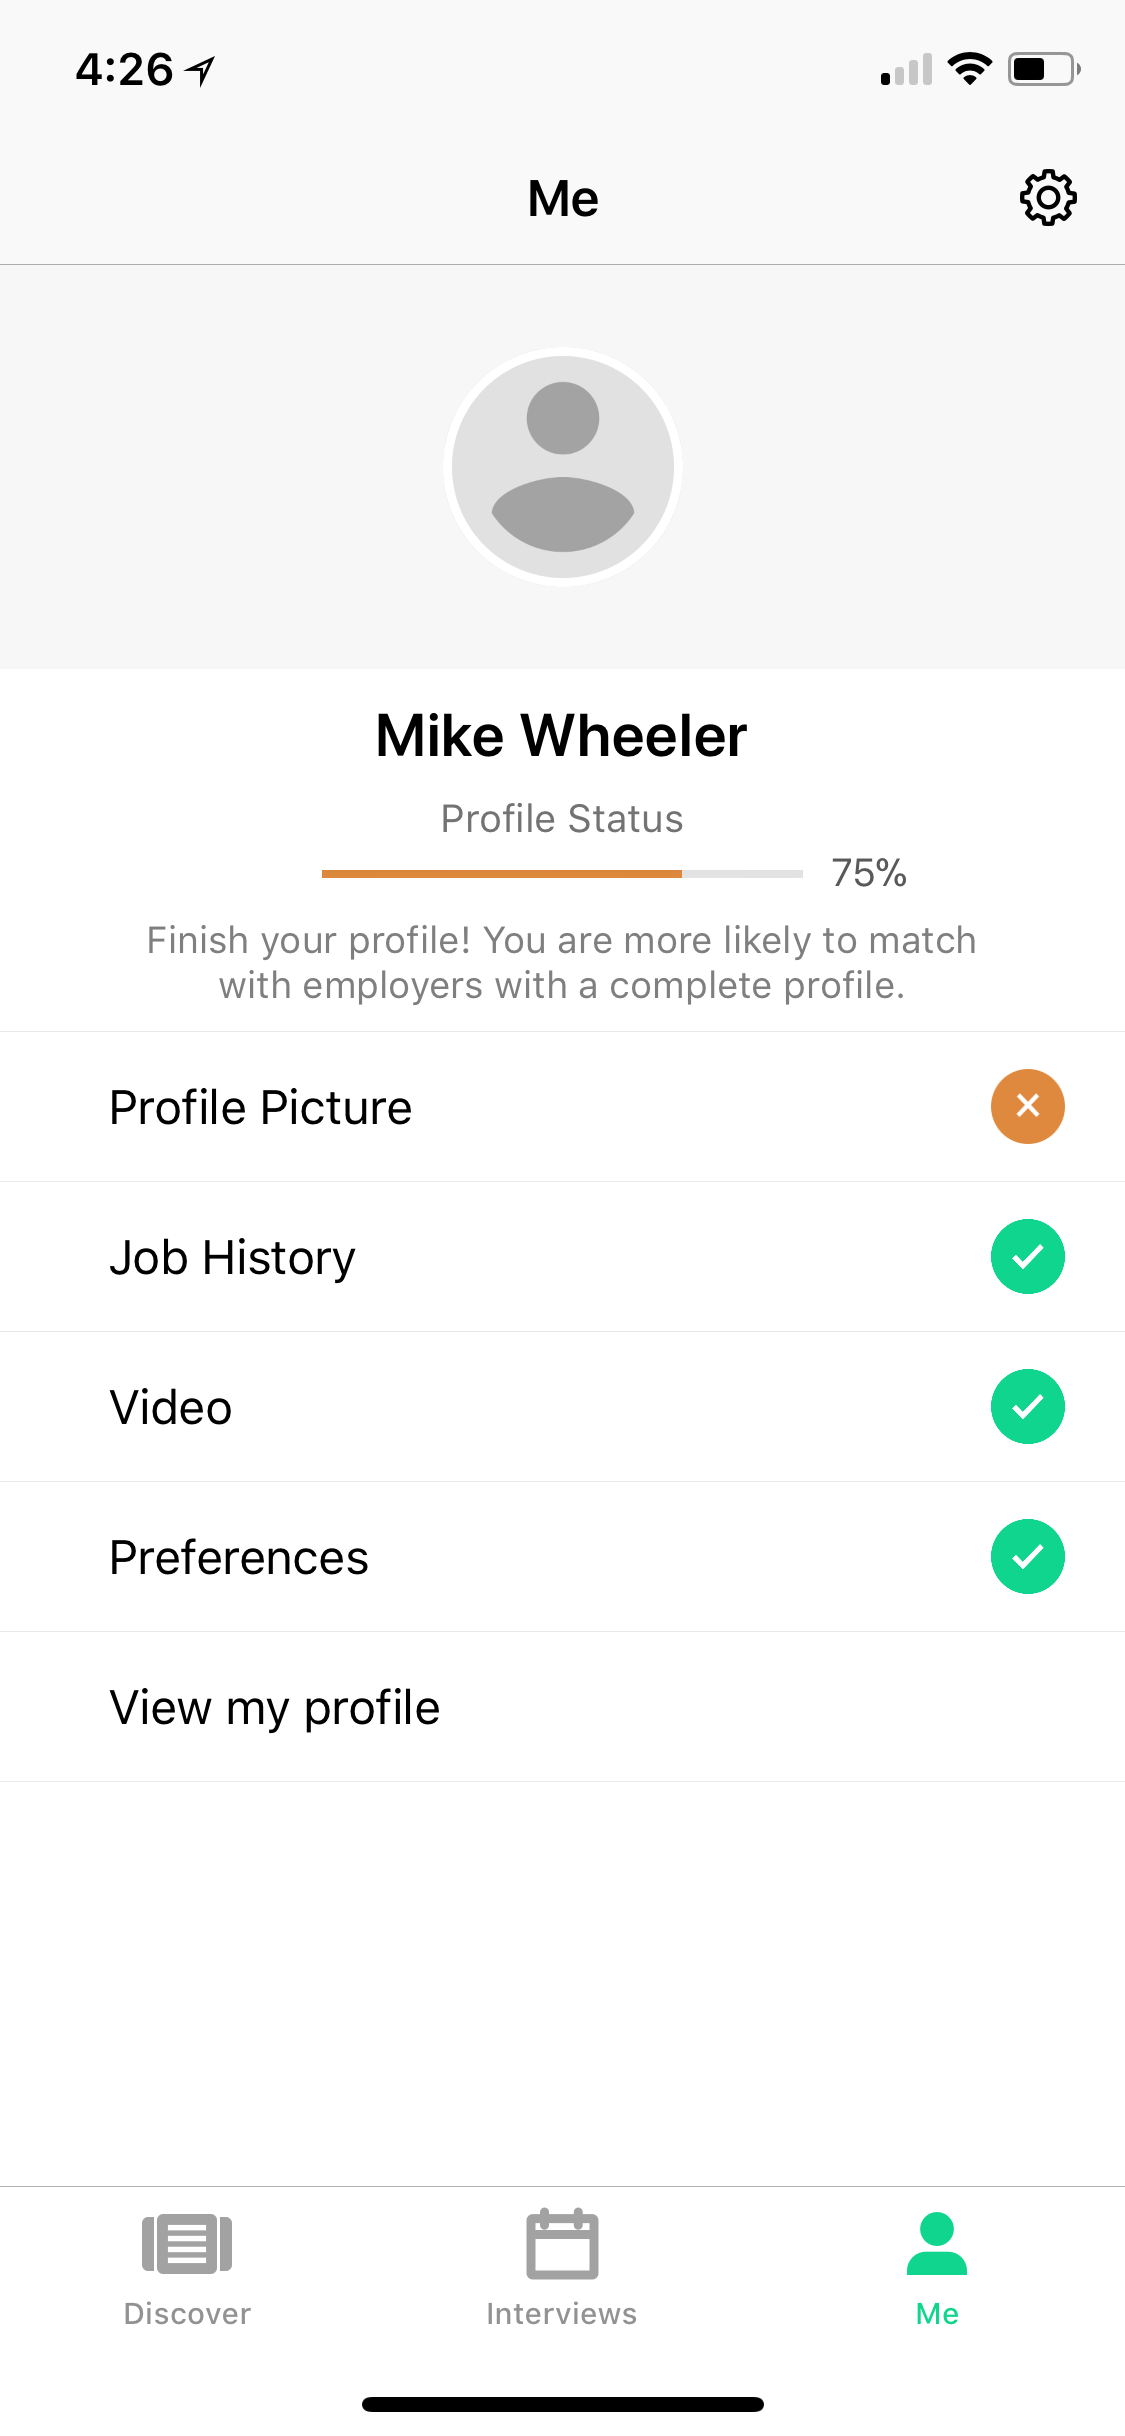 4:26
Me
Mike Wheeler
Profile Status
75%
Finish your profile! You are more likely to match
with employers with a complete profile.
Profile Picture
Job History
Video
Preferences
View my profile
Discover
Interviews
Me